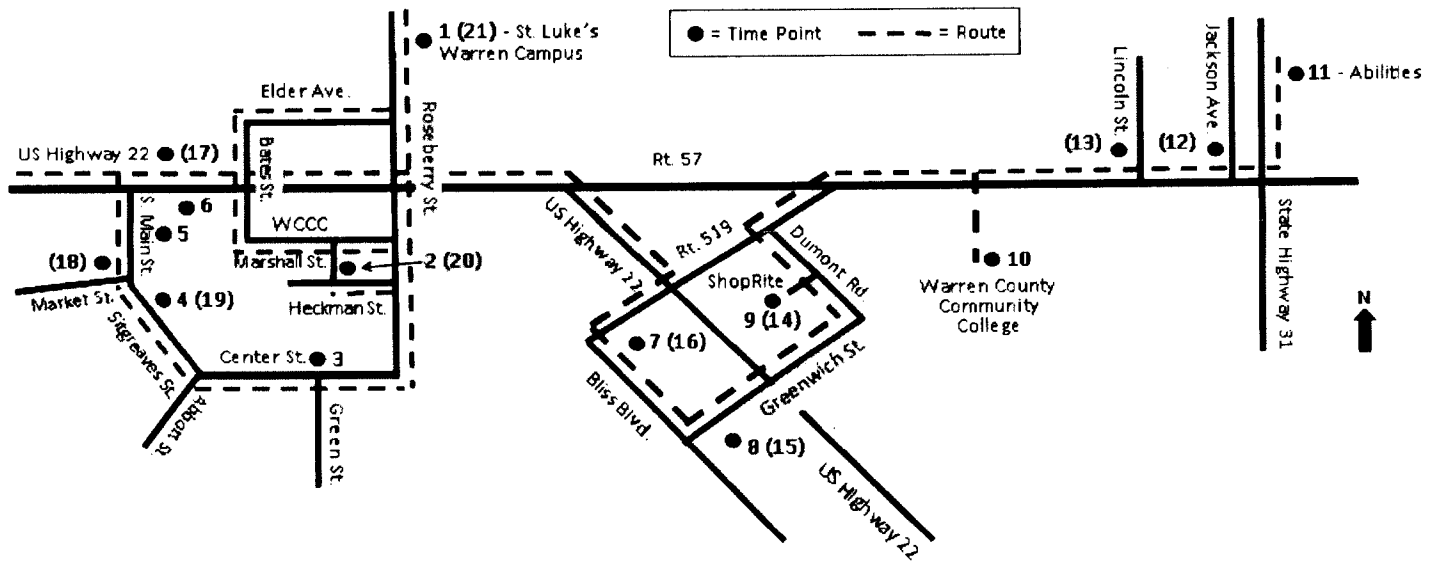 1 (21) - St. Luke's
Warren Campus
● = Time Point
= Route
Lincoln St.
Jackson Ave.
11 - Abilities
Elder Ave.
Roseberry St.
US Highway 22
(17)
Bates St.
Rt. 57
(13)
(12)
6
S. Main St.
5
WCCC
US Highway 22
Rt. 519
Dumont Rd.
State Highway 31
(18)
Marshall St.
2 (20)
ShopRite
10
Warren County
Community
College
Market St.
4 (19)
Heckman St.
9 (14)
N
Sitgreaves St.
Center St.
3
7 (16)
Greenwich St.
Bliss Blvd.
Abbott St.
Green St.
8 (15)
US Highway 22